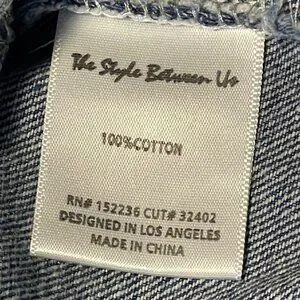 The Style Between Us
100%COTTON
RN# 152236 CUT# 32402
DESIGNED IN LOS ANGELES
MADE IN CHINA